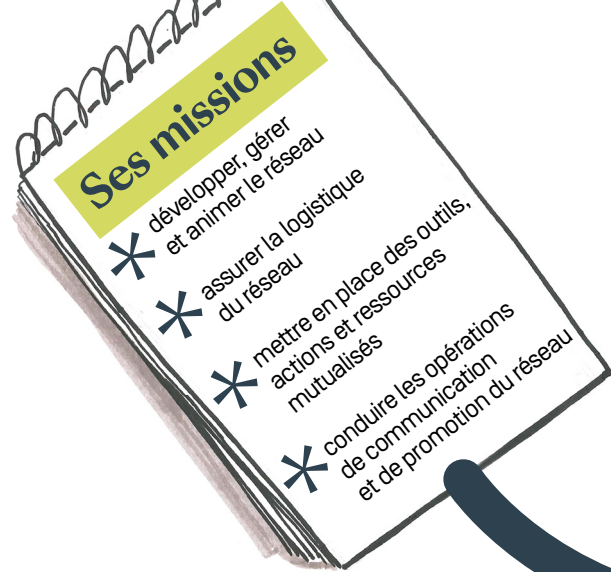 Ses missions
développer, gérer
et animer le réseau
assurer la logistique
du réseau
mettre en place des outils,
actions et ressources
mutualisés
conduire les opérations
de communication
et de promotion du réseau